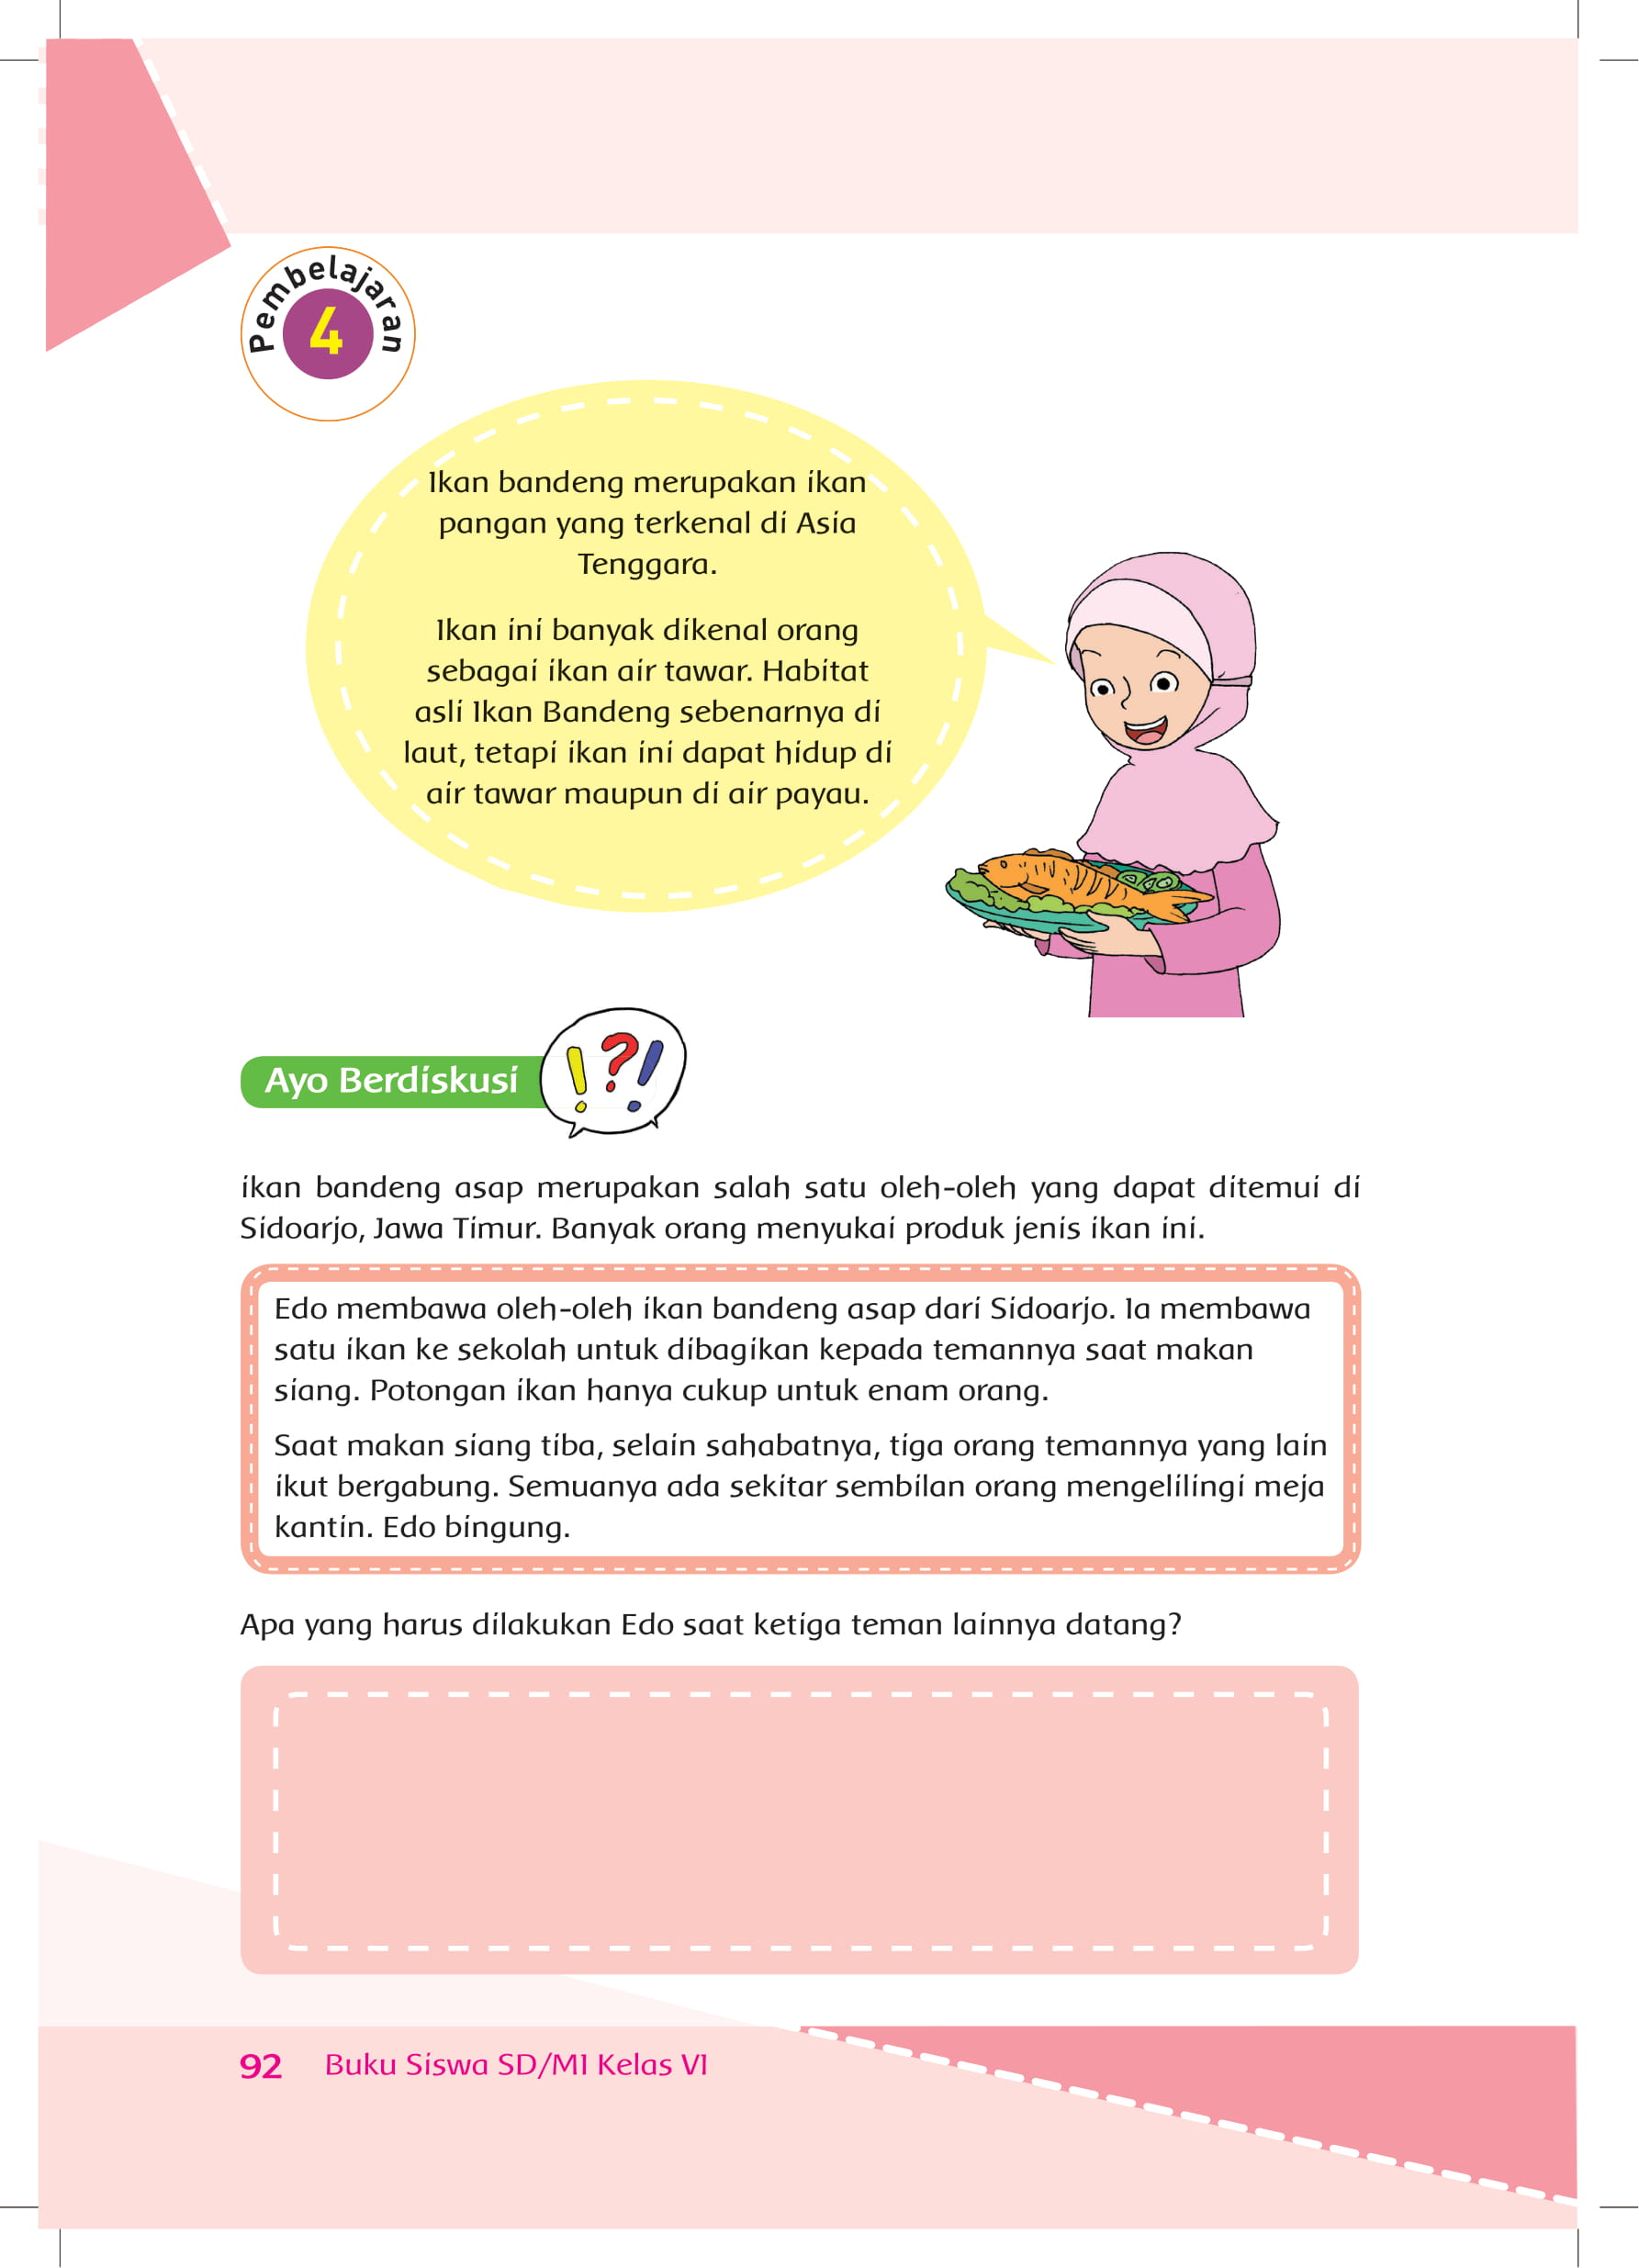 Pembelajaran
4
Ikan bandeng merupakan ikan
pangan yang terkenal di Asia
Tenggara.
Ikan ini banyak dikenal orang
sebagai ikan air tawar. Habitat
asli Ikan Bandeng sebenarnya di
laut, tetapi ikan ini dapat hidup di
air tawar maupun di air payau.
Ayo Berdiskusi
! ? !
ikan bandeng asap merupakan salah satu oleh-oleh yang dapat ditemui di
Sidoarjo, Jawa Timur. Banyak orang menyukai produk jenis ikan ini.
Edo membawa oleh-oleh ikan bandeng asap dari Sidoarjo. Ia membawa
satu ikan ke sekolah untuk dibagikan kepada temannya saat makan
siang. Potongan ikan hanya cukup untuk enam orang.
Saat makan siang tiba, selain sahabatnya, tiga orang temannya yang lain
ikut bergabung. Semuanya ada sekitar sembilan orang mengelilingi meja
kantin. Edo bingung.
Apa yang harus dilakukan Edo saat ketiga teman lainnya datang?
92 Buku Siswa SD/MI Kelas VI